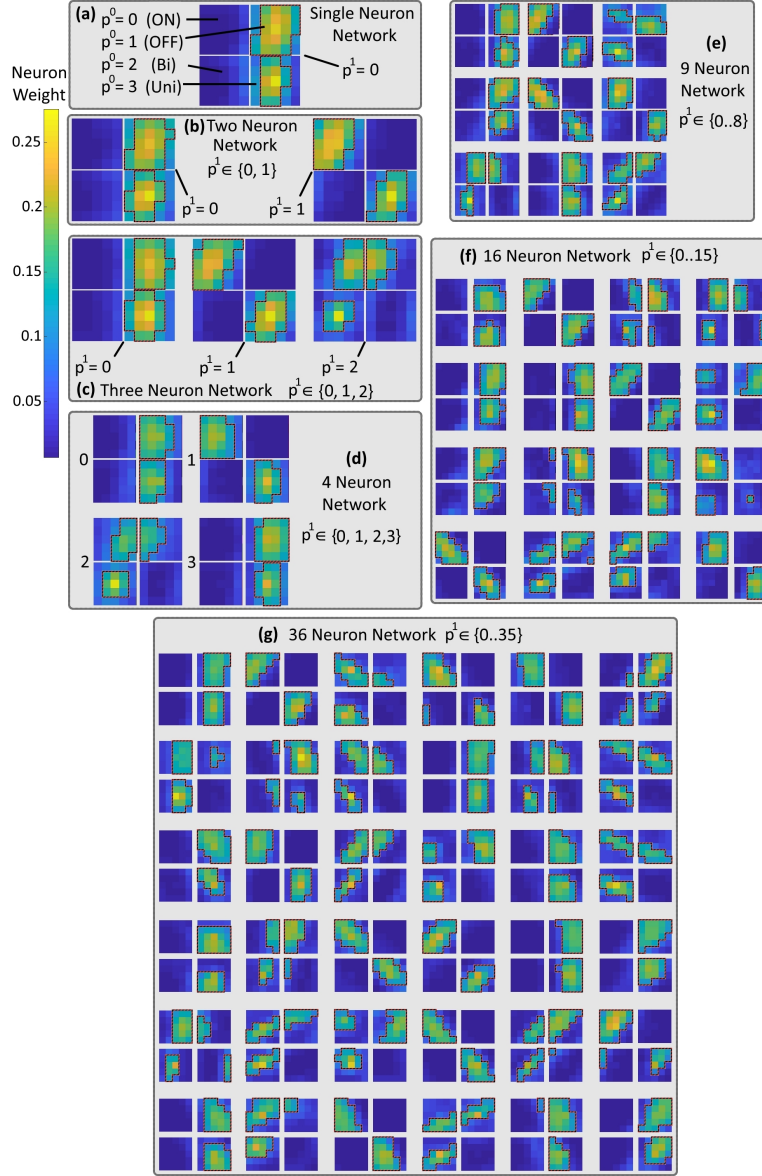 (a)
p⁰= 0 (ON)
p⁰= 1 (OFF)
p⁰= 2 (Bi)
p⁰= 3 (Uni)
Single Neuron
Network
p¹= 0
Neuron
Weight
0.25
0.2
0.15
0.1
0.05
(b) Two Neuron
Network
p¹∈ {0, 1}
p¹= 0
p¹= 1
p¹= 0
p¹= 1
p¹= 2
(c) Three Neuron Network p¹∈ {0, 1, 2}
(d)
4 Neuron
Network
p¹∈ {0, 1, 2,3}
0
1
2
3
(e)
9 Neuron
Network
p¹∈ {0..8}
(f) 16 Neuron Network p¹∈ {0..15}
(g) 36 Neuron Network p¹∈ {0..35}